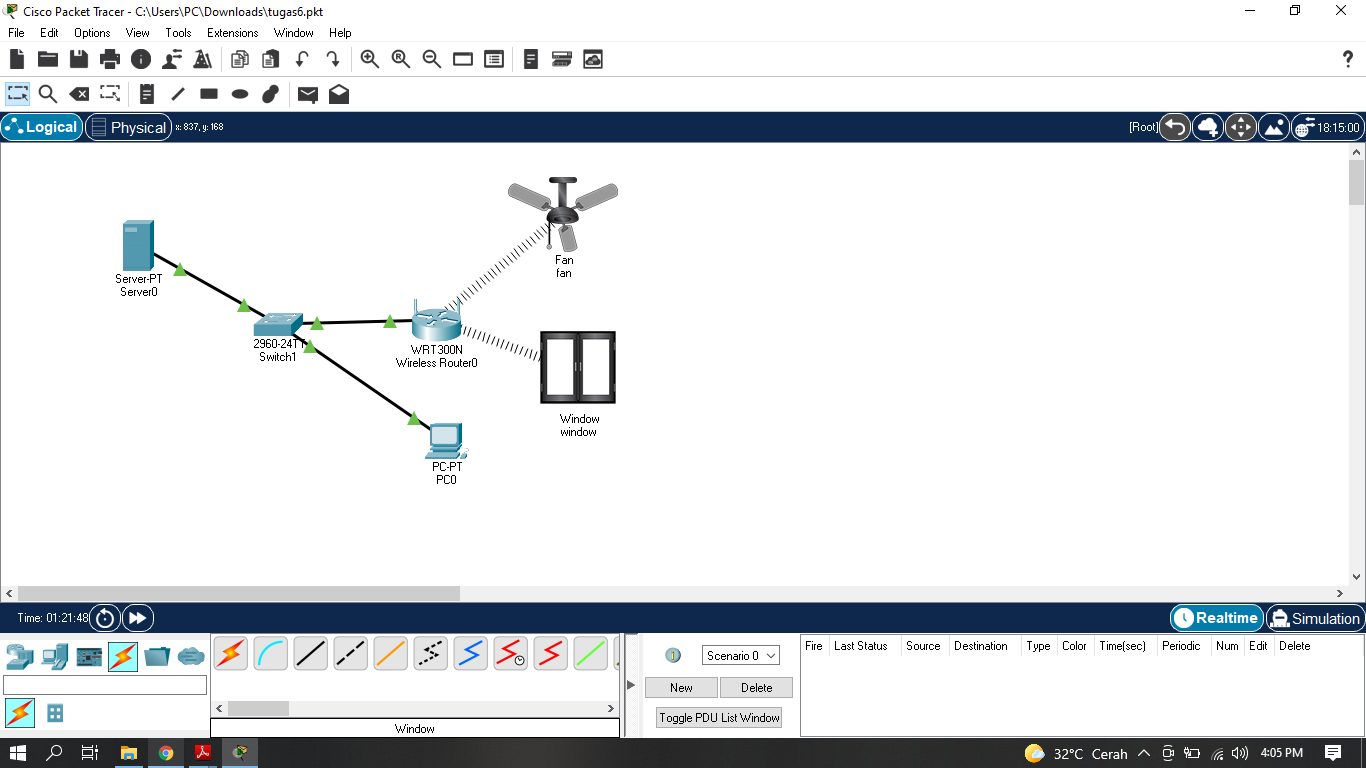 Cisco Packet Tracer - C:\Users\PC\Downloads\tugas6.pkt
File Edit Options View Tools Extensions Window Help
Logical Physical x: 837, y: 168 [Root] 18:15:00
Fan
fan
Server-PT
Server0
2960-24TT
Switch1
WRT300N
Wireless Router0
Window
window
PC-PT
PC0
Time: 01:21:48 Realtime Simulation
Scenario 0
New Delete
Toggle PDU List Window
Fire Last Status Source Destination Type Color Time(sec) Periodic Num Edit Delete
Window
32°C Cerah 4:05 PM